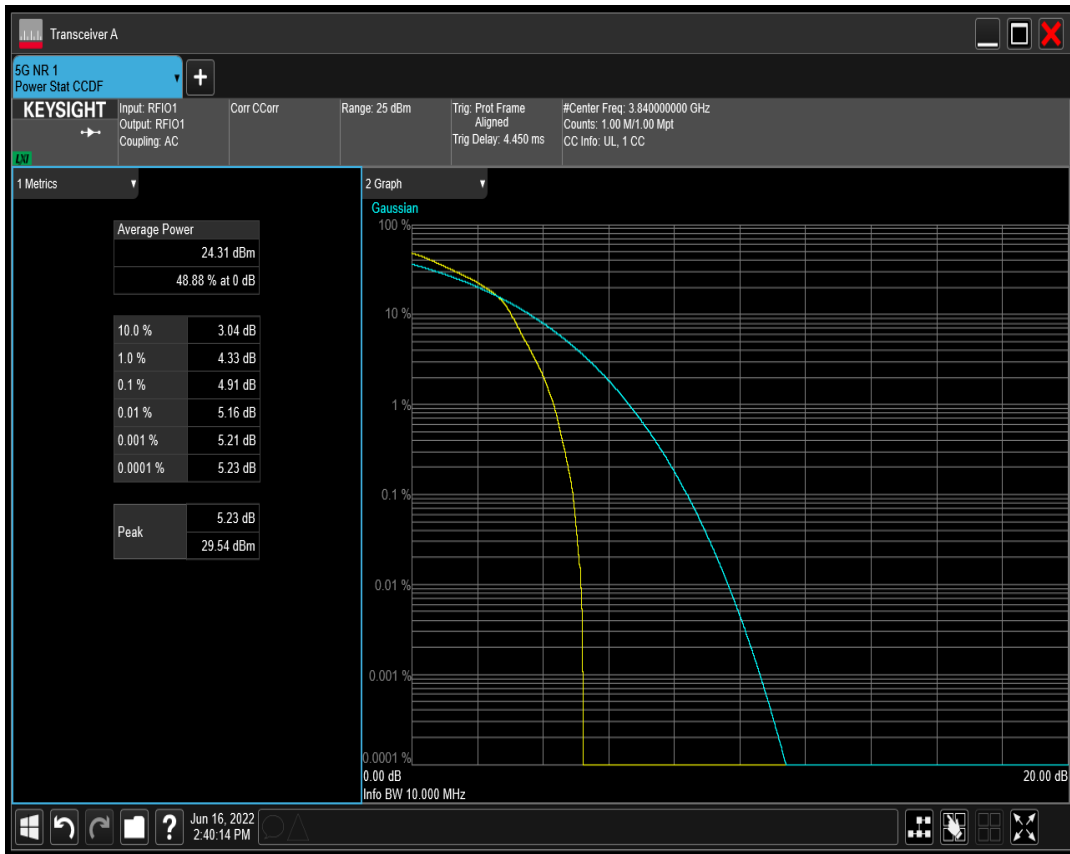 Transceiver A
5G NR 1
Power Stat CCDF
+
KEYSIGHT
LXI
Input: RFIO1
Output: RFIO1
Coupling: AC
Corr CCorr
Range: 25 dBm
Trig: Prot Frame
Aligned
Trig Delay: 4.450 ms
#Center Freq: 3.840000000 GHz
Counts: 1.00 M/1.00 Mpt
CC Info: UL, 1 CC
1 Metrics
Average Power
24.31 dBm
48.88 % at 0 dB
10.0 % 3.04 dB
1.0 % 4.33 dB
0.1 % 4.91 dB
0.01 % 5.16 dB
0.001 % 5.21 dB
0.0001 % 5.23 dB
Peak
5.23 dB
29.54 dBm
2 Graph
Gaussian
100 %
10 %
1 %
0.1 %
0.01 %
0.001 %
0.0001 %
0.00 dB 20.00 dB
Info BW 10.000 MHz
?
Jun 16, 2022
2:40:14 PM